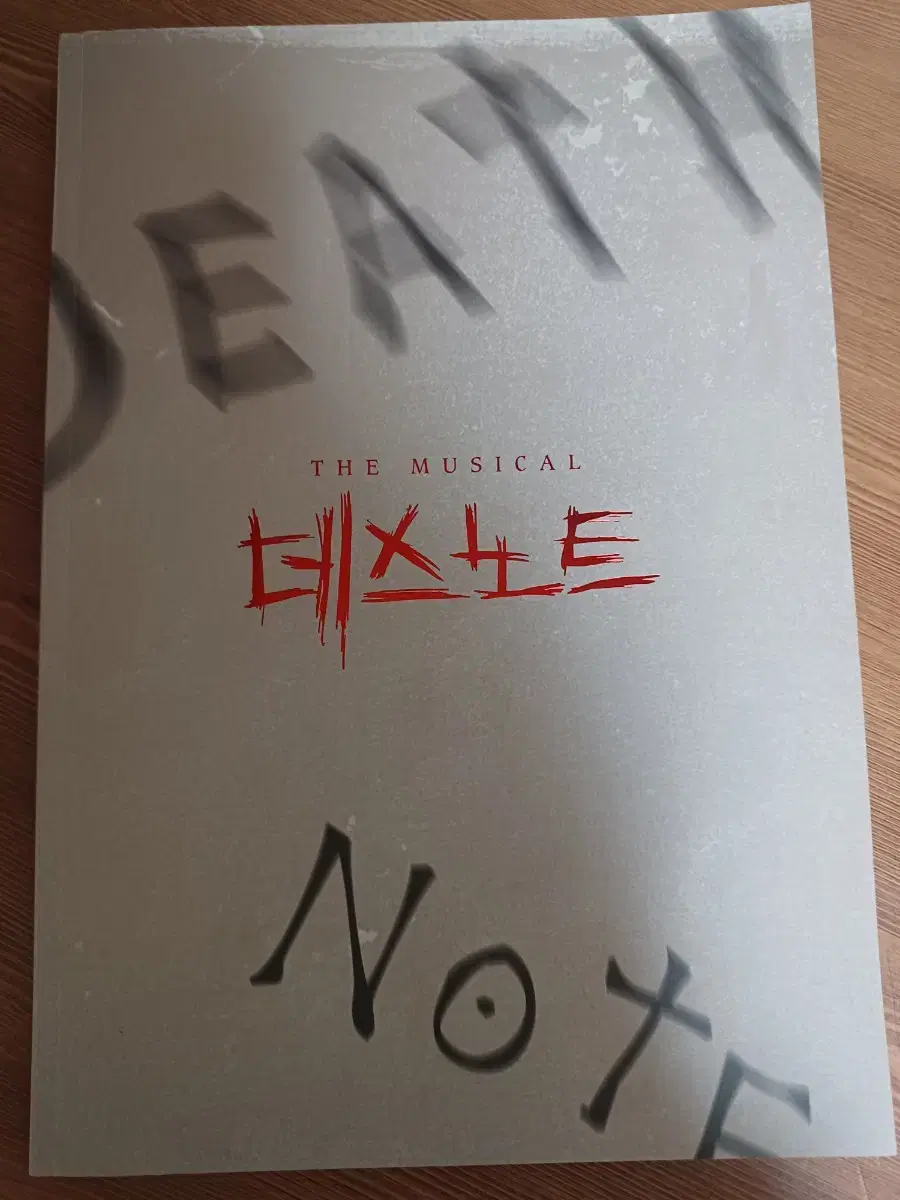 DEATH
THE MUSICAL
데스노트
NOTE